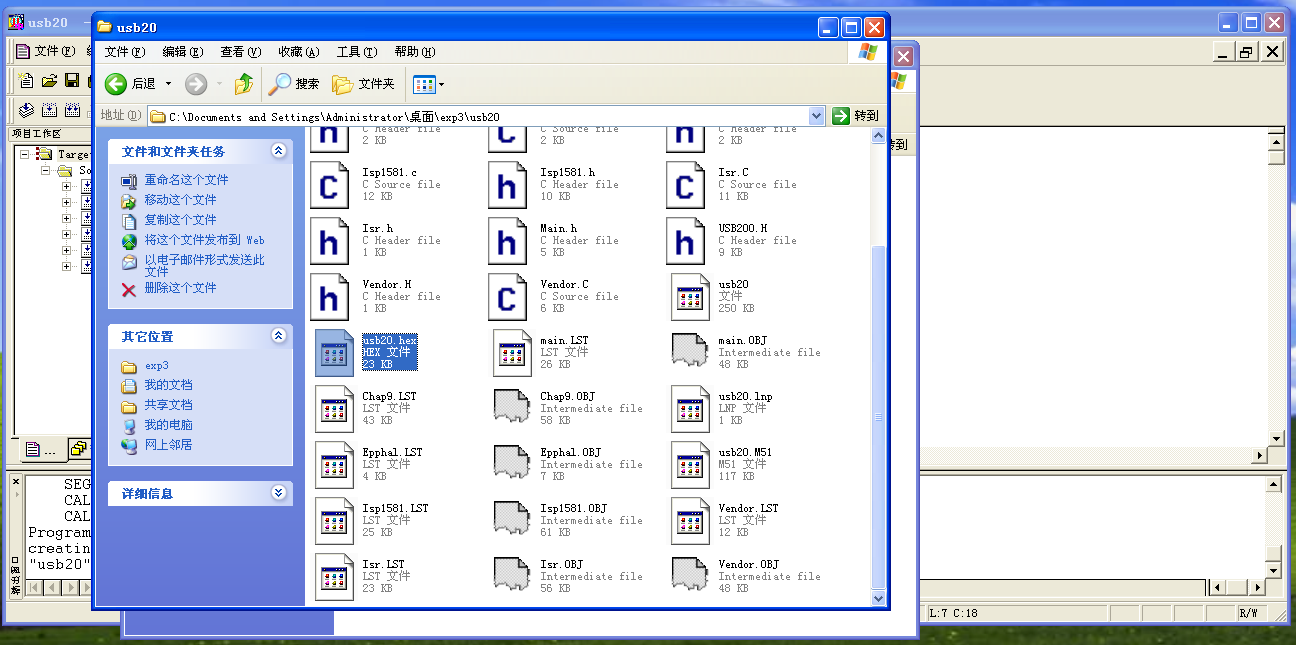 usb20
文件(F)
项目工作区
usb20
文件(F) 编辑(E) 查看(V) 收藏(A) 工具(T) 帮助(H)
后退 搜索 文件夹
地址(D) C:\Documents and Settings\Administrator\桌面\exp3\usb20 转到
文件和文件夹任务
重命名这个文件
移动这个文件
复制这个文件
将这个文件发布到 Web
以电子邮件形式发送此
文件
删除这个文件
其它位置
exp3
我的文档
共享文档
我的电脑
网上邻居
详细信息
C Header file
2 KB
C Source file
2 KB
C Header file
2 KB
Isp1581.c
C Source file
12 KB
Isp1581.h
C Header file
10 KB
Isr.C
C Source file
11 KB
Isr.h
C Header file
1 KB
Main.h
C Header file
5 KB
USB200.H
C Header file
9 KB
Vendor.H
C Header file
1 KB
Vendor.C
C Source file
6 KB
usb20
文件
250 KB
usb20.hex
HEX 文件
23 KB
main.LST
LST 文件
26 KB
main.OBJ
Intermediate file
48 KB
Chap9.LST
LST 文件
43 KB
Chap9.OBJ
Intermediate file
58 KB
usb20.lnp
LNP 文件
1 KB
Epphal.LST
LST 文件
4 KB
Epphal.OBJ
Intermediate file
7 KB
usb20.M51
M51 文件
117 KB
Isp1581.LST
LST 文件
25 KB
Isp1581.OBJ
Intermediate file
61 KB
Vendor.LST
LST 文件
12 KB
Isr.LST
LST 文件
23 KB
Isr.OBJ
Intermediate file
56 KB
Vendor.OBJ
Intermediate file
48 KB
转到
Targe
So
SEG
CAL
CAL
Program
creatin
"usb20"
L:7 C:18
R/W